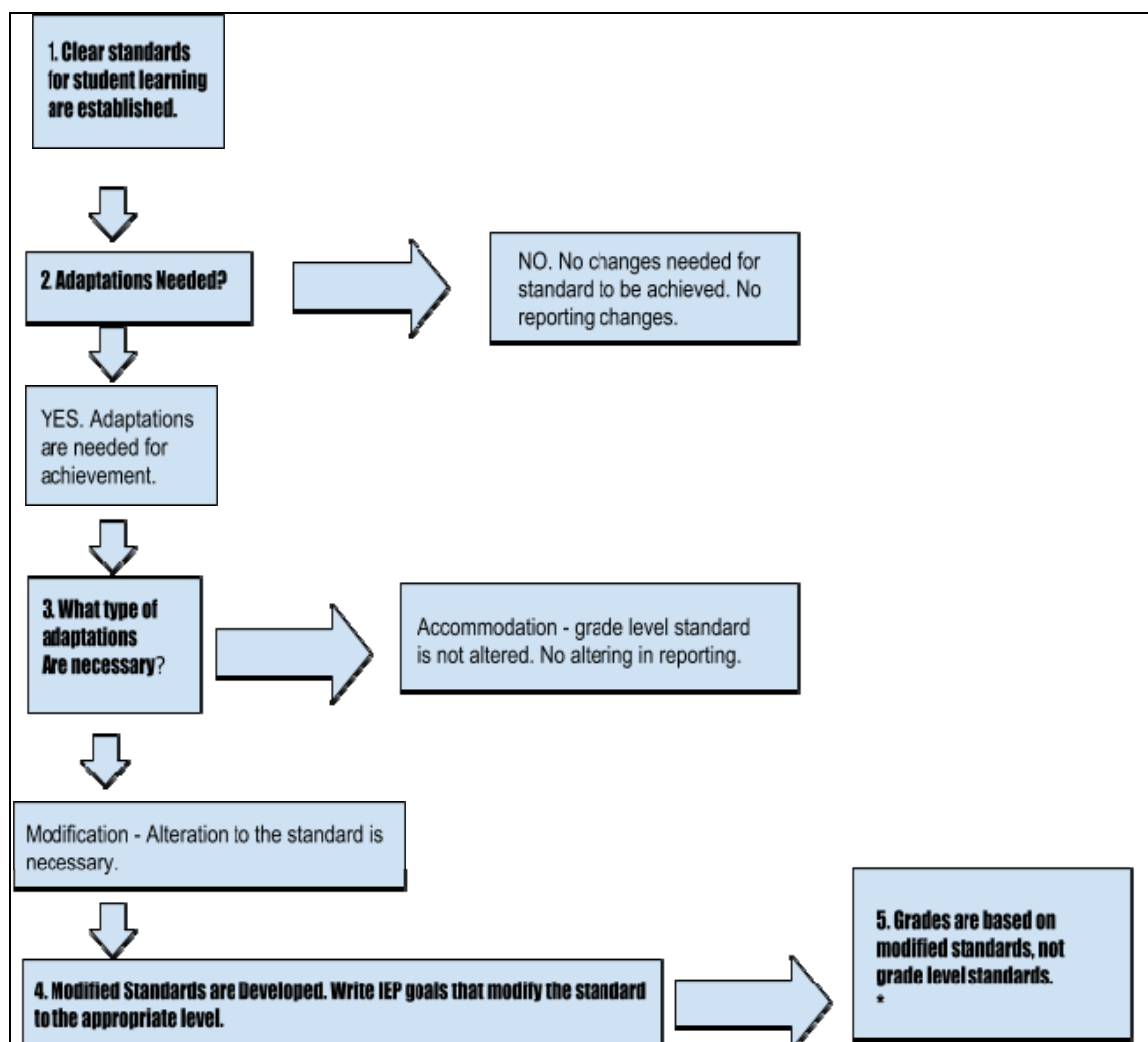 1. Clear standards
for student learning
are established.
2. Adaptations Needed?
NO. No changes needed for
standard to be achieved. No
reporting changes.
YES. Adaptations
are needed for
achievement.
3. What type of
adaptations
Are necessary?
Accommodation - grade level standard
is not altered. No altering in reporting.
Modification - Alteration to the standard is
necessary.
4. Modified Standards are Developed. Write IEP goals that modify the standard
to the appropriate level.
5. Grades are based on
modified standards, not
grade level standards.
*